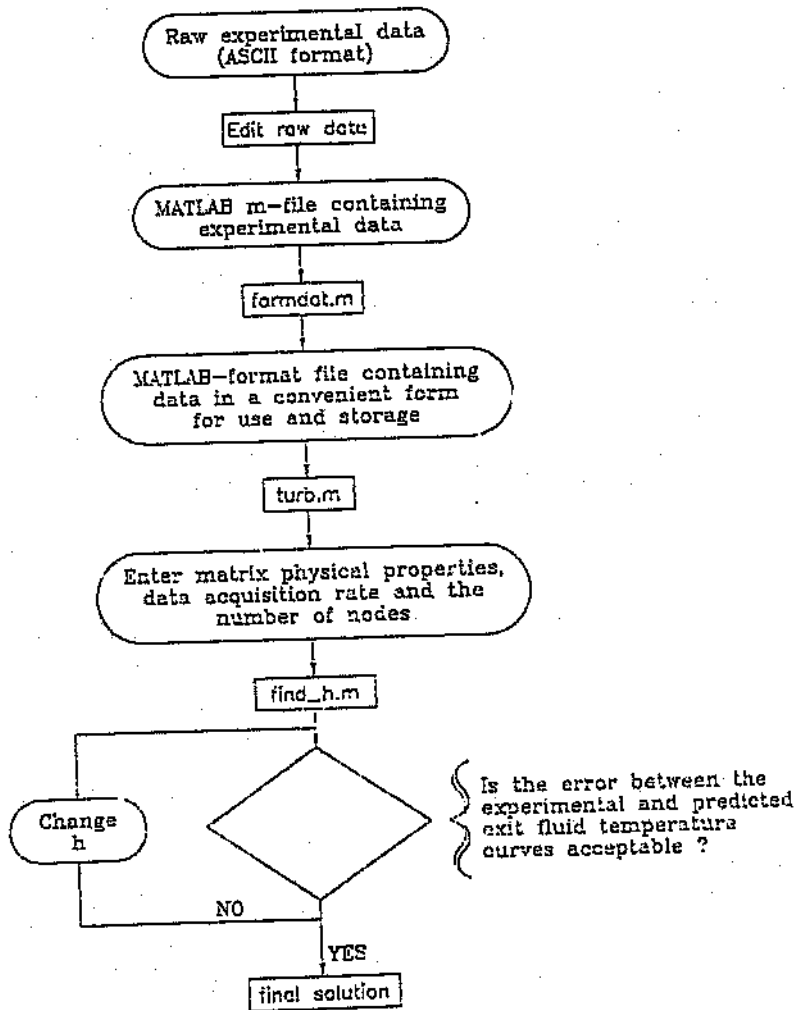 Raw experimental data
(ASCII format)
Edit raw data
MATLAB m-file containing
experimental data
formdat.m
MATLAB-format file containing
data in a convenient form
for use and storage
turb.m
Enter matrix physical properties,
data acquisition rate and the
number of nodes
find_h.m
Is the error between the
experimental and predicted
exit fluid temperature
curves acceptable ?
Change
h
NO
YES
final solution